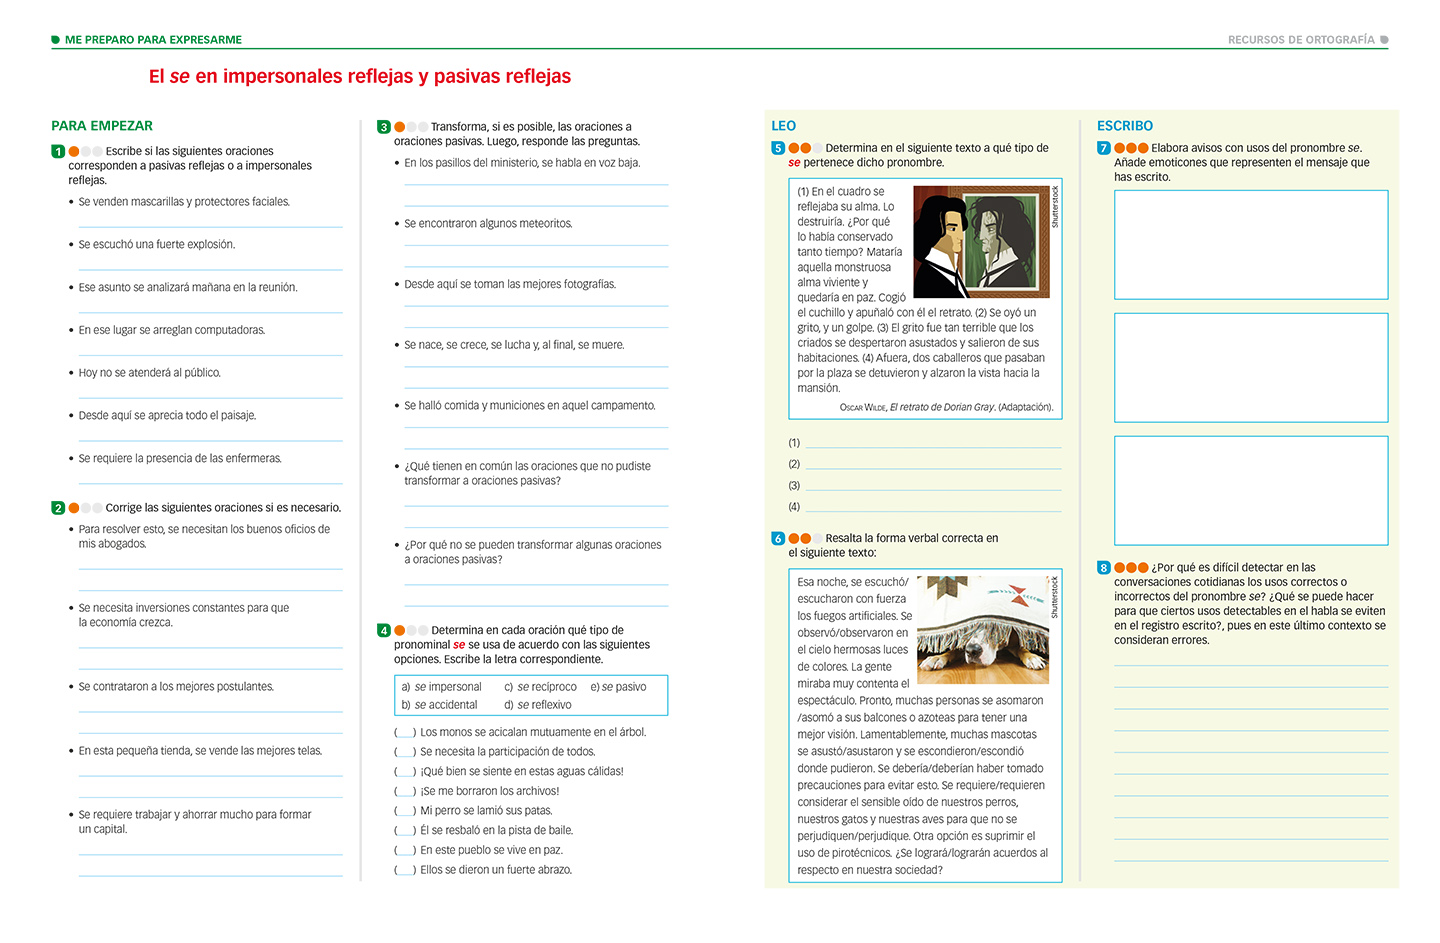 ME PREPARO PARA EXPRESARME
RECURSOS DE ORTOGRAFÍA
El se en impersonales reflejas y pasivas reflejas
PARA EMPEZAR
1 Escribe si las siguientes oraciones
corresponden a pasivas reflejas o a impersonales
reflejas.
• Se venden mascarillas y protectores faciales.
• Se escuchó una fuerte explosión.
• Ese asunto se analizará mañana en la reunión.
• En ese lugar se arreglan computadoras.
• Hoy no se atenderá al público.
• Desde aquí se aprecia todo el paisaje.
• Se requiere la presencia de las enfermeras.
2 Corrige las siguientes oraciones si es necesario.
• Para resolver esto, se necesitan los buenos oficios de
mis abogados.
• Se necesita inversiones constantes para que
la economía crezca.
• Se contrataron a los mejores postulantes.
• En esta pequeña tienda, se vende las mejores telas.
• Se requiere trabajar y ahorrar mucho para formar
un capital.
3 Transforma, si es posible, las oraciones a
oraciones pasivas. Luego, responde las preguntas.
• En los pasillos del ministerio, se habla en voz baja.
• Se encontraron algunos meteoritos.
• Desde aquí se toman las mejores fotografías.
• Se nace, se crece, se lucha y, al final, se muere.
• Se halló comida y municiones en aquel campamento.
• ¿Qué tienen en común las oraciones que no pudiste
transformar a oraciones pasivas?
• ¿Por qué no se pueden transformar algunas oraciones
a oraciones pasivas?
4 Determina en cada oración qué tipo de
pronominal se se usa de acuerdo con las siguientes
opciones. Escribe la letra correspondiente.
a) se impersonal c) se recíproco e) se pasivo
b) se accidental d) se reflexivo
(__) Los monos se acicalan mutuamente en el árbol.
(__) Se necesita la participación de todos.
(__) ¡Qué bien se siente en estas aguas cálidas!
(__) ¡Se me borraron los archivos!
(__) Mi perro se lamió sus patas.
(__) Él se resbaló en la pista de baile.
(__) En este pueblo se vive en paz.
(__) Ellos se dieron un fuerte abrazo.
LEO
5 Determina en el siguiente texto a qué tipo de
se pertenece dicho pronombre.
(1) En el cuadro se
reflejaba su alma. Lo
destruiría. ¿Por qué
lo había conservado
tanto tiempo? Mataría
aquella monstruosa
alma viviente y
quedaría en paz. Cogió
el cuchillo y apuñaló con él el retrato. (2) Se oyó un
grito, y un golpe. (3) El grito fue tan terrible que los
criados se despertaron asustados y salieron de sus
habitaciones. (4) Afuera, dos caballeros que pasaban
por la plaza se detuvieron y alzaron la vista hacia la
mansión.
Oscar Wilde, El retrato de Dorian Gray. (Adaptación).
Shutterstock
(1)
(2)
(3)
(4)
6 Resalta la forma verbal correcta en
el siguiente texto:
Esa noche, se escuchó/
escucharon con fuerza
los fuegos artificiales. Se
observó/observaron en
el cielo hermosas luces
de colores. La gente
miraba muy contenta el
espectáculo. Pronto, muchas personas se asomaron
/asomó a sus balcones o azoteas para tener una
mejor visión. Lamentablemente, muchas mascotas
se asustó/asustaron y se escondieron/escondió
donde pudieron. Se debería/deberían haber tomado
precauciones para evitar esto. Se requiere/requieren
considerar el sensible oído de nuestros perros,
nuestros gatos y nuestras aves para que no se
perjudiquen/perjudique. Otra opción es suprimir el
uso de pirotécnicos. ¿Se logrará/lograrán acuerdos al
respecto en nuestra sociedad?
Shutterstock
ESCRIBO
7 Elabora avisos con usos del pronombre se.
Añade emoticones que representen el mensaje que
has escrito.
8 ¿Por qué es difícil detectar en las
conversaciones cotidianas los usos correctos o
incorrectos del pronombre se? ¿Qué se puede hacer
para que ciertos usos detectables en el habla se eviten
en el registro escrito?, pues en este último contexto se
consideran errores.